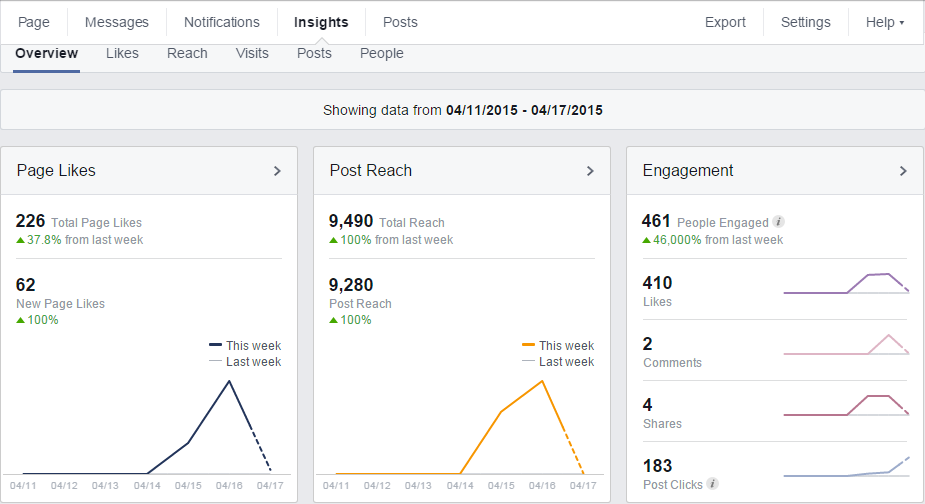 Page Messages Notifications Insights Posts Export Settings Help
Overview Likes Reach Visits Posts People
Showing data from 04/11/2015 - 04/17/2015
Page Likes
226 Total Page Likes
37.8% from last week
62
New Page Likes
100%
This week
Last week
04/11 04/12 04/13 04/14 04/15 04/16 04/17
Post Reach
9,490 Total Reach
100% from last week
9,280
Post Reach
100%
This week
Last week
04/11 04/12 04/13 04/14 04/15 04/16 04/17
Engagement
461 People Engaged i
46,000% from last week
410
Likes
2
Comments
4
Shares
183
Post Clicks i